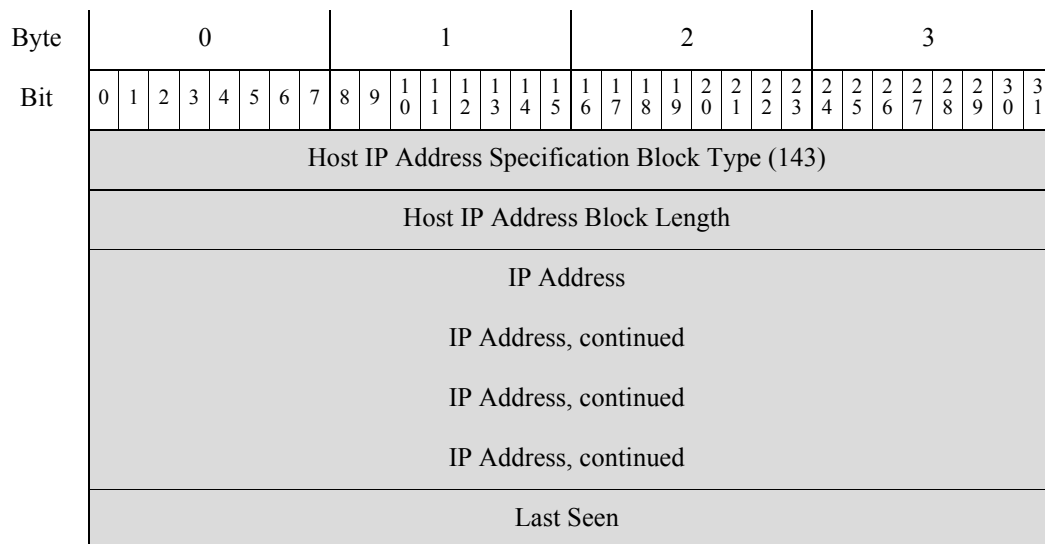 Byte 0 1 2 3
Bit 0 1 2 3 4 5 6 7 8 9 10 11 12 13 14 15 16 17 18 19 20 21 22 23 24 25 26 27 28 29 30 31
Host IP Address Specification Block Type (143)
Host IP Address Block Length
IP Address
IP Address, continued
IP Address, continued
IP Address, continued
Last Seen